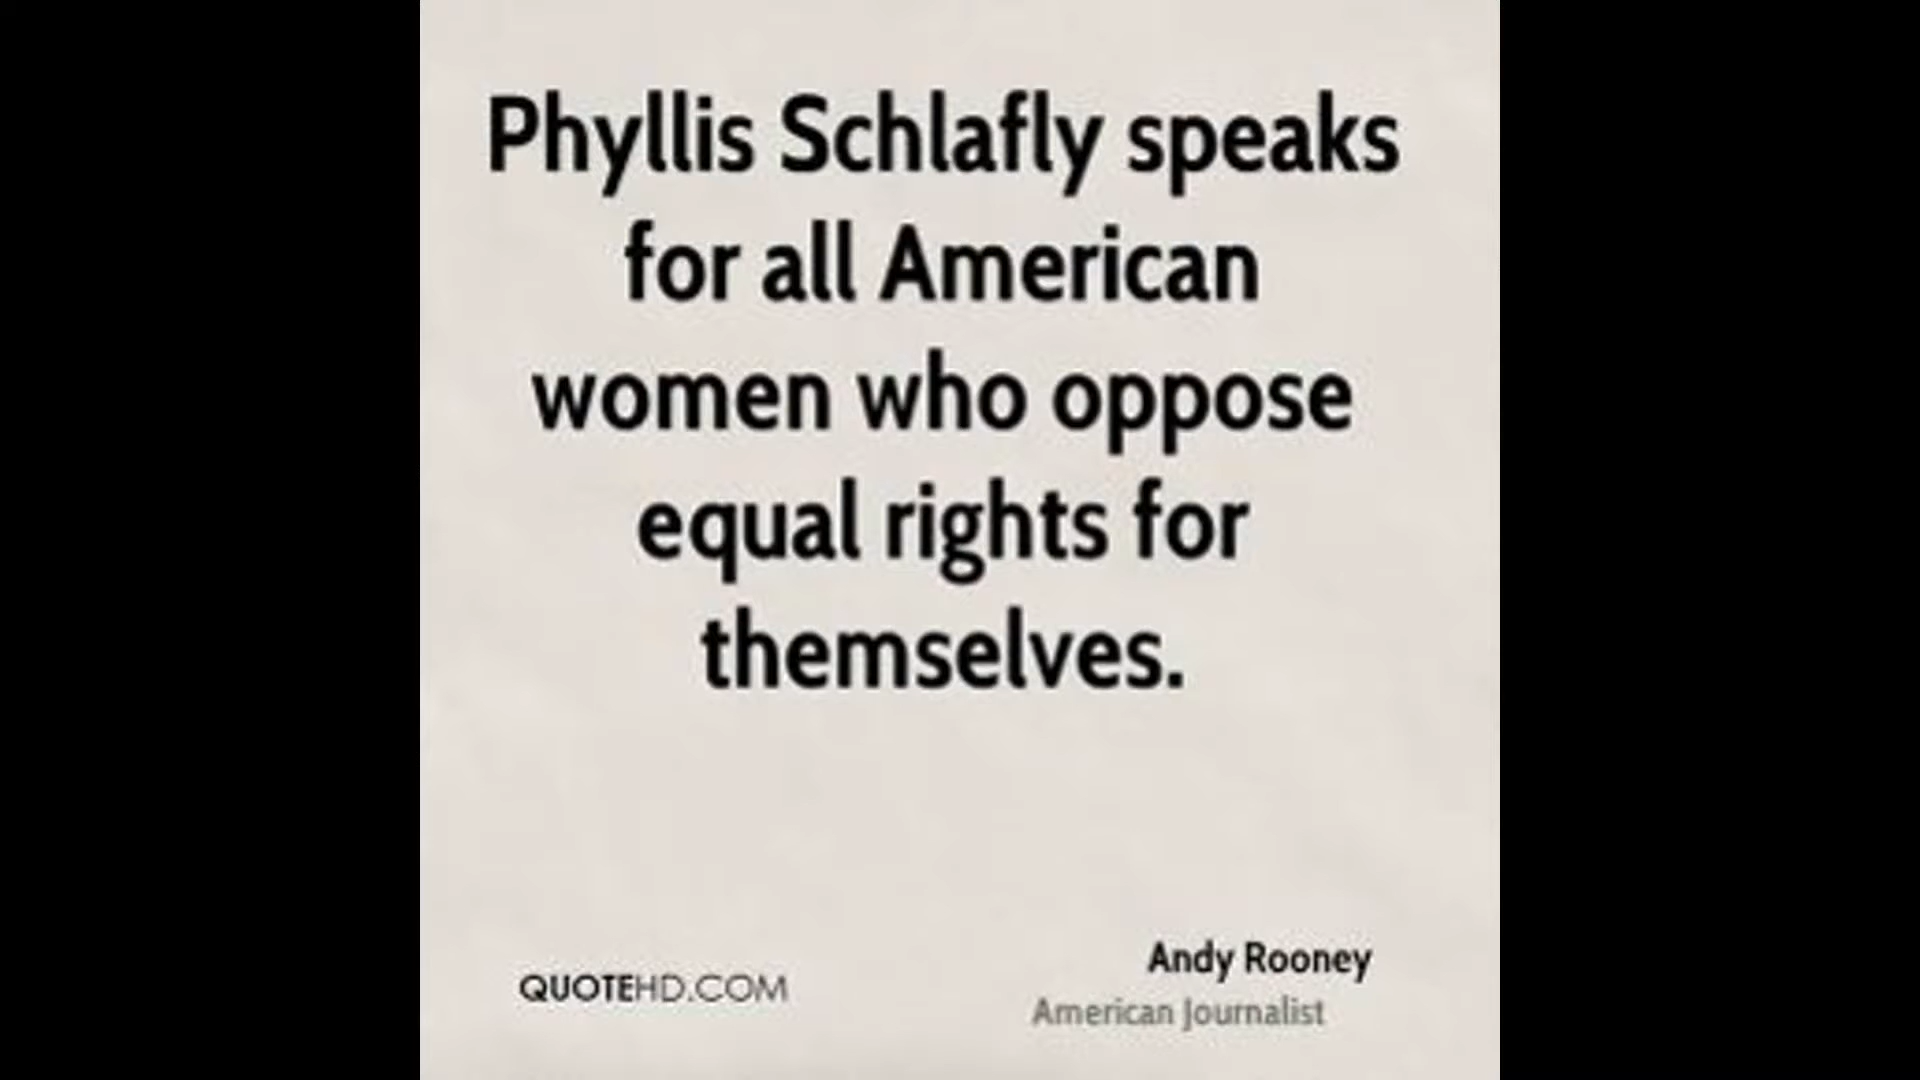 Phyllis Schlafly speaks
for all American
women who oppose
equal rights for
themselves.
Andy Rooney
QUOTEHD.COM
American Journalist